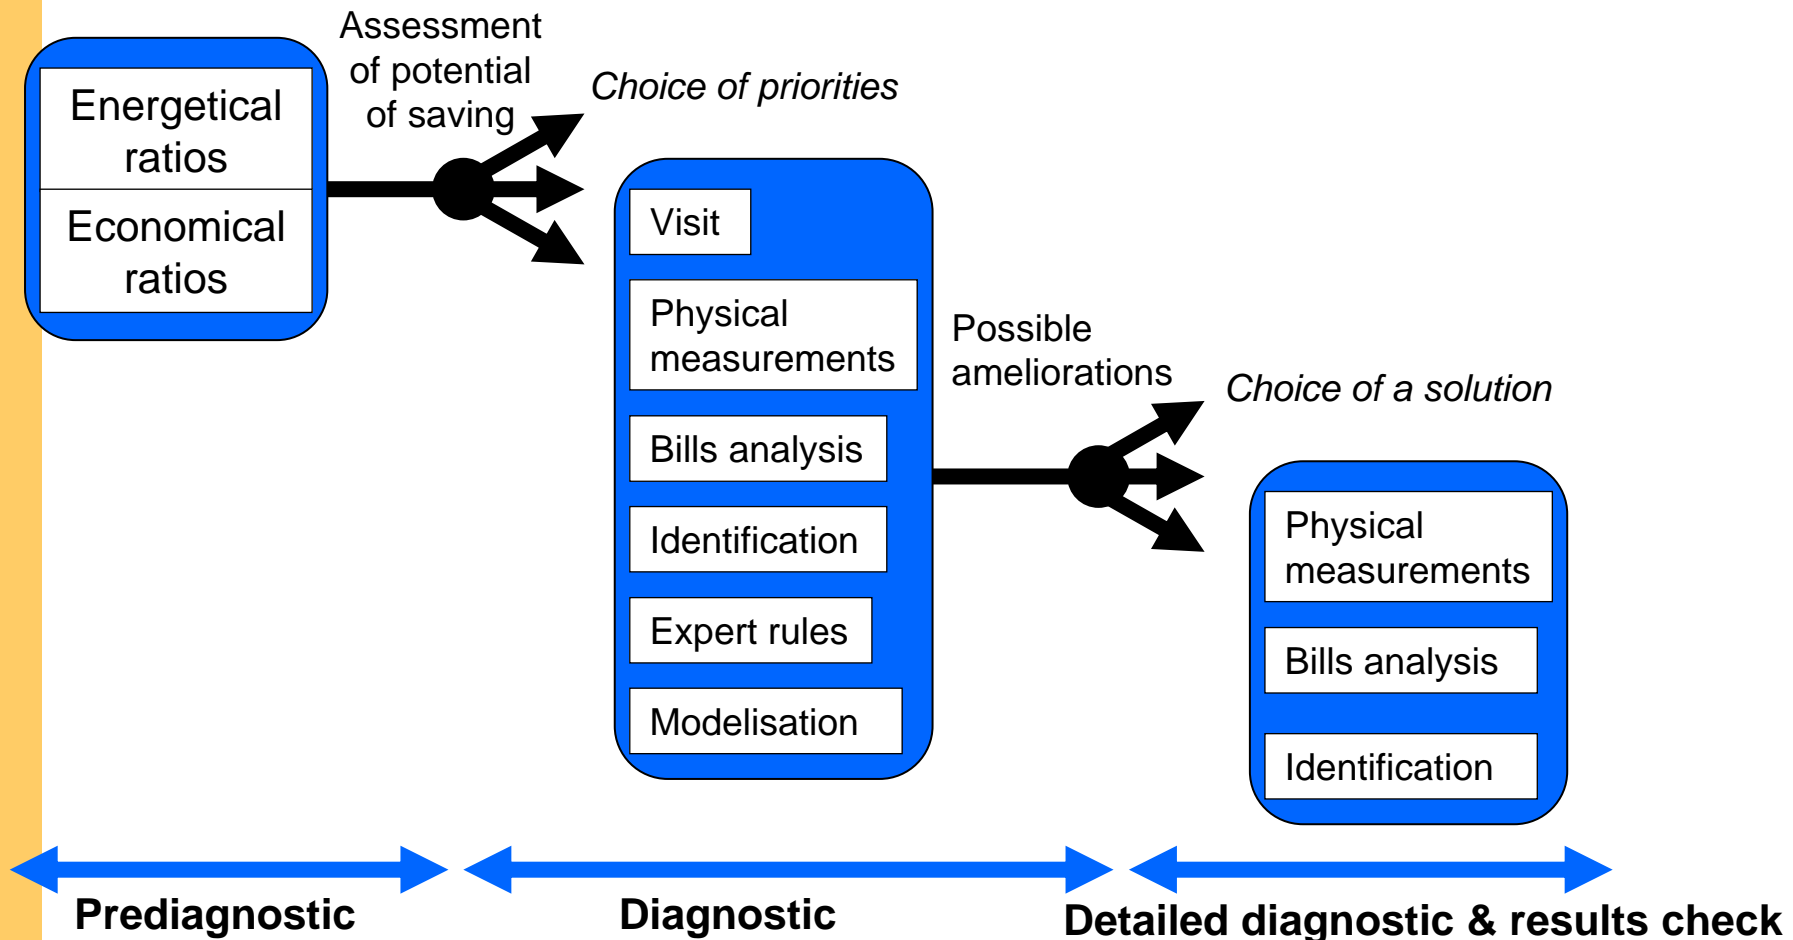 Assessment
of potential
of saving
Energetical
ratios
Economical
ratios
Choice of priorities
Visit
Physical
measurements
Bills analysis
Identification
Expert rules
Modelisation
Possible
ameliorations
Choice of a solution
Physical
measurements
Bills analysis
Identification
Prediagnostic
Diagnostic
Detailed diagnostic & results check